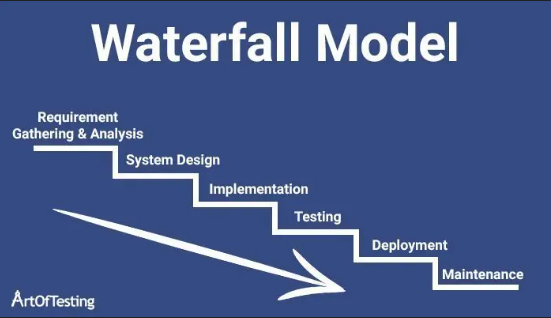 Waterfall Model
Requirement
Gathering & Analysis
System Design
Implementation
Testing
Deployment
Maintenance
ArtOfTesting